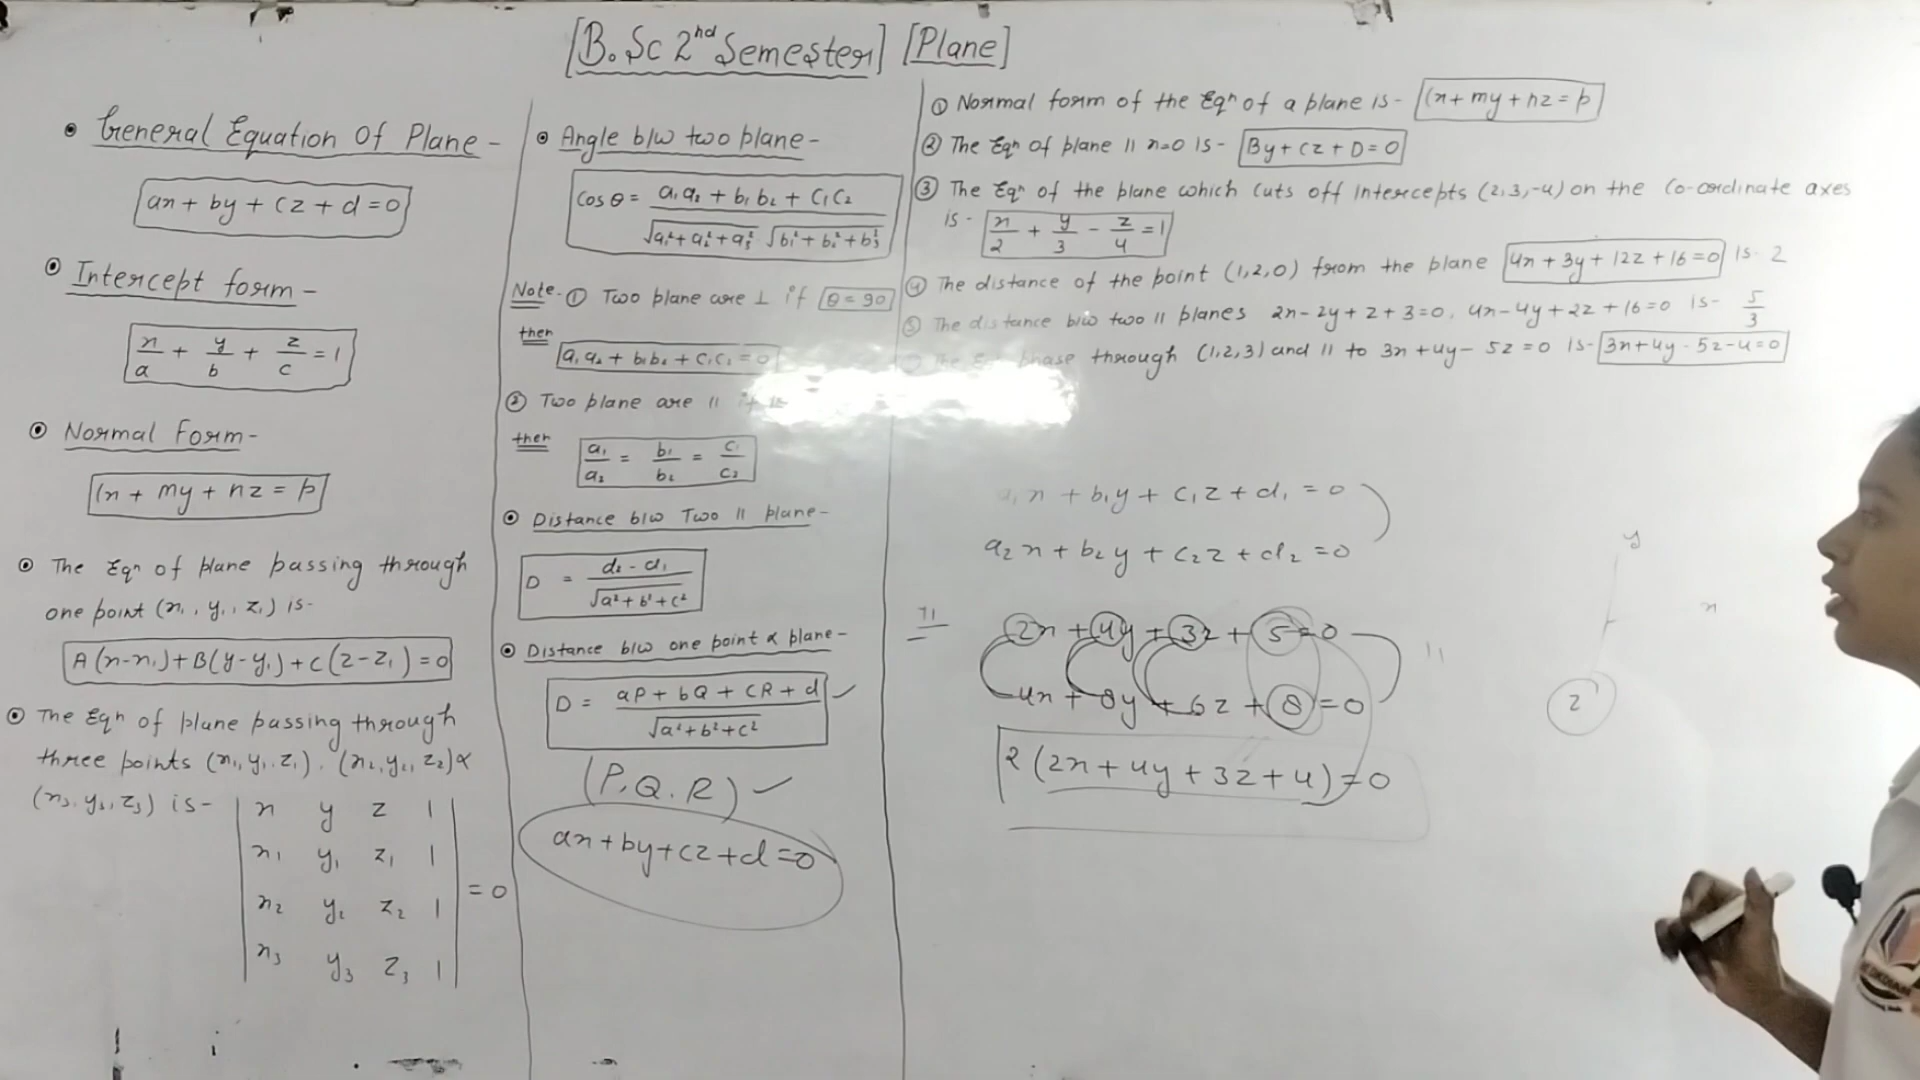 [B.Sc 2nd Semester] [Plane]
• General Equation Of Plane -
ax + by + cz + d = 0
⊙ Intercept form -
x/a + y/b + z/c = 1
⊙ Normal Form -
lx + my + nz = p
⊙ The Eqn of plane passing through
one point (x₁, y₁, z₁) is-
A(x-x₁)+B(y-y₁)+C(z-z₁)=0
⊙ The Eqn of plane passing through
three points (x₁,y₁,z₁), (x₂,y₂,z₂) &
(x₃,y₃,z₃) is-
| x y z 1 |
| x₁ y₁ z₁ 1 |
| x₂ y₂ z₂ 1 | = 0
| x₃ y₃ z₃ 1 |
⊙ Angle b/w two plane -
Cos θ = a₁a₂ + b₁b₂ + c₁c₂ / √a₁²+a₂²+a₃² √b₁²+b₂²+b₃²
Note- ① Two plane are ⊥ if θ = 90
then
a₁a₂ + b₁b₂ + c₁c₂ = 0
② Two plane are ||
then
a₁/a₂ = b₁/b₂ = c₁/c₂
⊙ Distance b/w Two || plane -
D = d₂ - d₁ / √a²+b²+c²
⊙ Distance b/w one point & plane -
D = aP + bQ + cR + d / √a²+b²+c² ✓
(P,Q,R) ✓
ax+by+cz+d=0
① Normal form of the Eqn of a plane is- lx + my + nz = p
② The Eqn of plane || x=0 is- By + Cz + D = 0
③ The Eqn of the plane which cuts off intercepts (2,3,-4) on the co-ordinate axes
is- x/2 + y/3 - z/4 = 1
④ The distance of the point (1,2,0) from the plane 4x + 3y + 12z + 16 = 0 is 2
⑤ The distance b/w two || planes 2x-2y+z+3=0, 4x-4y+2z+16=0 is- 5/3
The phase through (1,2,3) and || to 3x+4y-5z=0 is- 3x+4y-5z-4=0
x + b₁y + c₁z + d₁ = 0
a₂x + b₂y + c₂z + d₂ = 0
2x + 4y + 3z + 5 = 0
4x + 8y + 6z + 8 = 0
2 (2x + 4y + 3z + 4) = 0
y
x
z